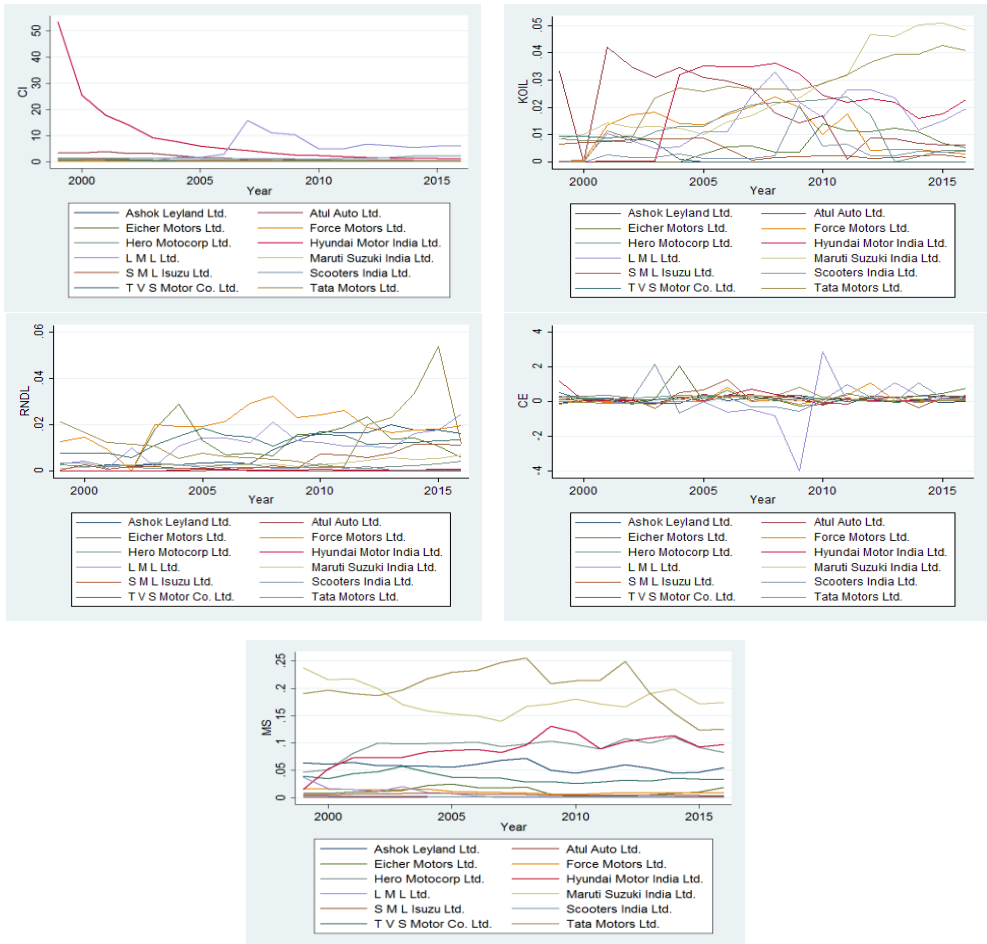 CI
50
40
30
20
10
0
2000 2005 2010 2015
Year
Ashok Leyland Ltd. Atul Auto Ltd.
Eicher Motors Ltd. Force Motors Ltd.
Hero Motocorp Ltd. Hyundai Motor India Ltd.
L M L Ltd. Maruti Suzuki India Ltd.
S M L Isuzu Ltd. Scooters India Ltd.
T V S Motor Co. Ltd. Tata Motors Ltd.
KOIL
.05
.04
.03
.02
.01
0
2000 2005 2010 2015
Year
Ashok Leyland Ltd. Atul Auto Ltd.
Eicher Motors Ltd. Force Motors Ltd.
Hero Motocorp Ltd. Hyundai Motor India Ltd.
L M L Ltd. Maruti Suzuki India Ltd.
S M L Isuzu Ltd. Scooters India Ltd.
T V S Motor Co. Ltd. Tata Motors Ltd.
RNDL
.06
.04
.02
0
2000 2005 2010 2015
Year
Ashok Leyland Ltd. Atul Auto Ltd.
Eicher Motors Ltd. Force Motors Ltd.
Hero Motocorp Ltd. Hyundai Motor India Ltd.
L M L Ltd. Maruti Suzuki India Ltd.
S M L Isuzu Ltd. Scooters India Ltd.
T V S Motor Co. Ltd. Tata Motors Ltd.
CE
4
2
0
-2
-4
2000 2005 2010 2015
Year
Ashok Leyland Ltd. Atul Auto Ltd.
Eicher Motors Ltd. Force Motors Ltd.
Hero Motocorp Ltd. Hyundai Motor India Ltd.
L M L Ltd. Maruti Suzuki India Ltd.
S M L Isuzu Ltd. Scooters India Ltd.
T V S Motor Co. Ltd. Tata Motors Ltd.
MS
.25
.2
.15
.1
.05
0
2000 2005 2010 2015
Year
Ashok Leyland Ltd. Atul Auto Ltd.
Eicher Motors Ltd. Force Motors Ltd.
Hero Motocorp Ltd. Hyundai Motor India Ltd.
L M L Ltd. Maruti Suzuki India Ltd.
S M L Isuzu Ltd. Scooters India Ltd.
T V S Motor Co. Ltd. Tata Motors Ltd.